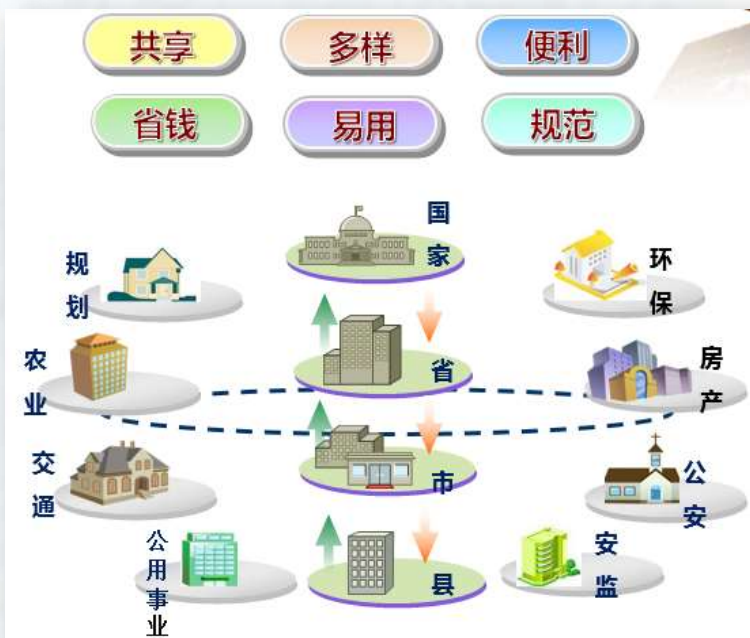 共享 多样 便利
省钱 易用 规范
国家
规划
环保
农业
省
房产
交通
市
公安
公用事业
县
安监